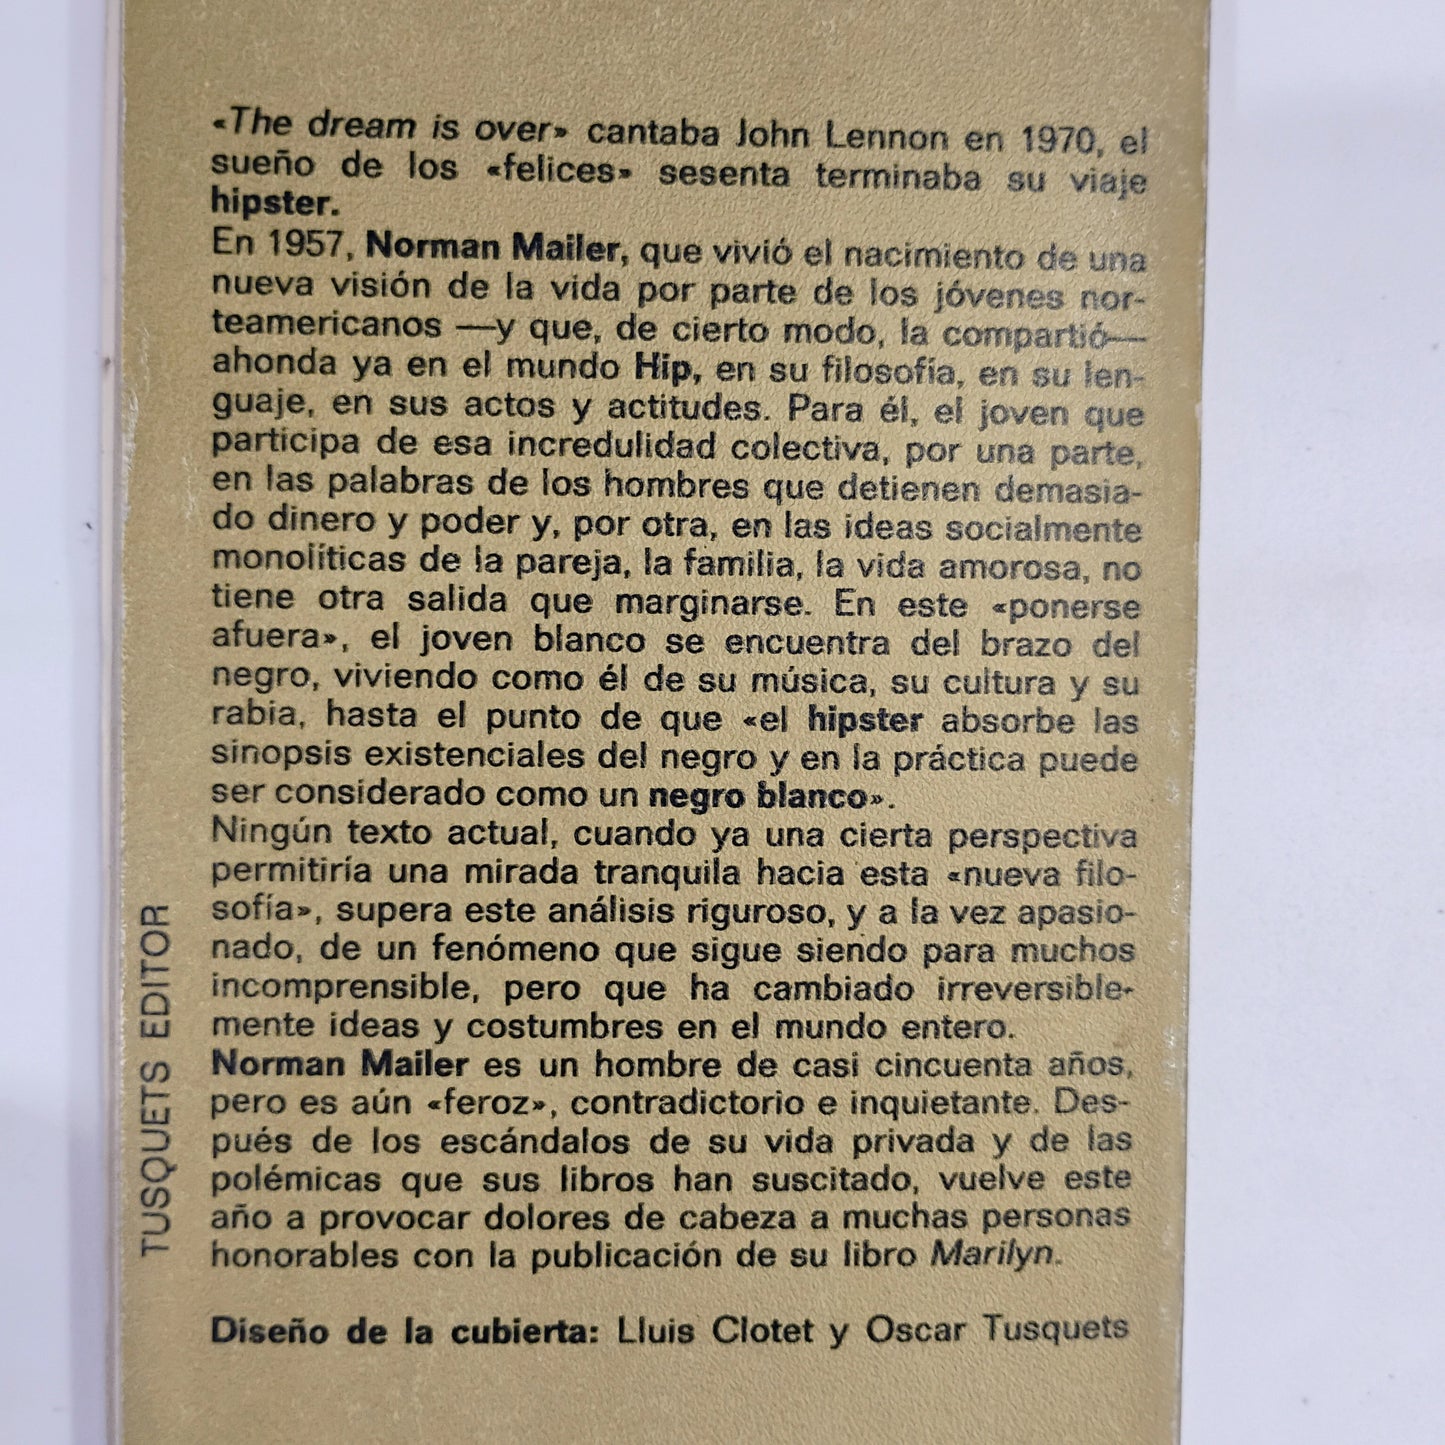 «The dream is over» cantaba John Lennon en 1970, el
sueño de los «felices» sesenta terminaba su viaje
hipster.
En 1957, Norman Mailer, que vivió el nacimiento de una
nueva visión de la vida por parte de los jóvenes nor-
teamericanos —y que, de cierto modo, la compartió—
ahonda ya en el mundo Hip, en su filosofía, en su len-
guaje, en sus actos y actitudes. Para él, el joven que
participa de esa incredulidad colectiva, por una parte,
en las palabras de los hombres que detienen demasia-
do dinero y poder y, por otra, en las ideas socialmente
monolíticas de la pareja, la familia, la vida amorosa, no
tiene otra salida que marginarse. En este «ponerse
afuera», el joven blanco se encuentra del brazo del
negro, viviendo como él de su música, su cultura y su
rabia, hasta el punto de que «el hipster absorbe las
sinopsis existenciales del negro y en la práctica puede
ser considerado como un negro blanco».
Ningún texto actual, cuando ya una cierta perspectiva
permitiría una mirada tranquila hacia esta «nueva filo-
sofía», supera este análisis riguroso, y a la vez apasio-
nado, de un fenómeno que sigue siendo para muchos
incomprensible, pero que ha cambiado irreversible-
mente ideas y costumbres en el mundo entero.
Norman Mailer es un hombre de casi cincuenta años,
pero es aún «feroz», contradictorio e inquietante. Des-
pués de los escándalos de su vida privada y de las
polémicas que sus libros han suscitado, vuelve este
año a provocar dolores de cabeza a muchas personas
honorables con la publicación de su libro Marilyn.
Diseño de la cubierta: Lluis Clotet y Oscar Tusquets
TUSQUETS EDITOR